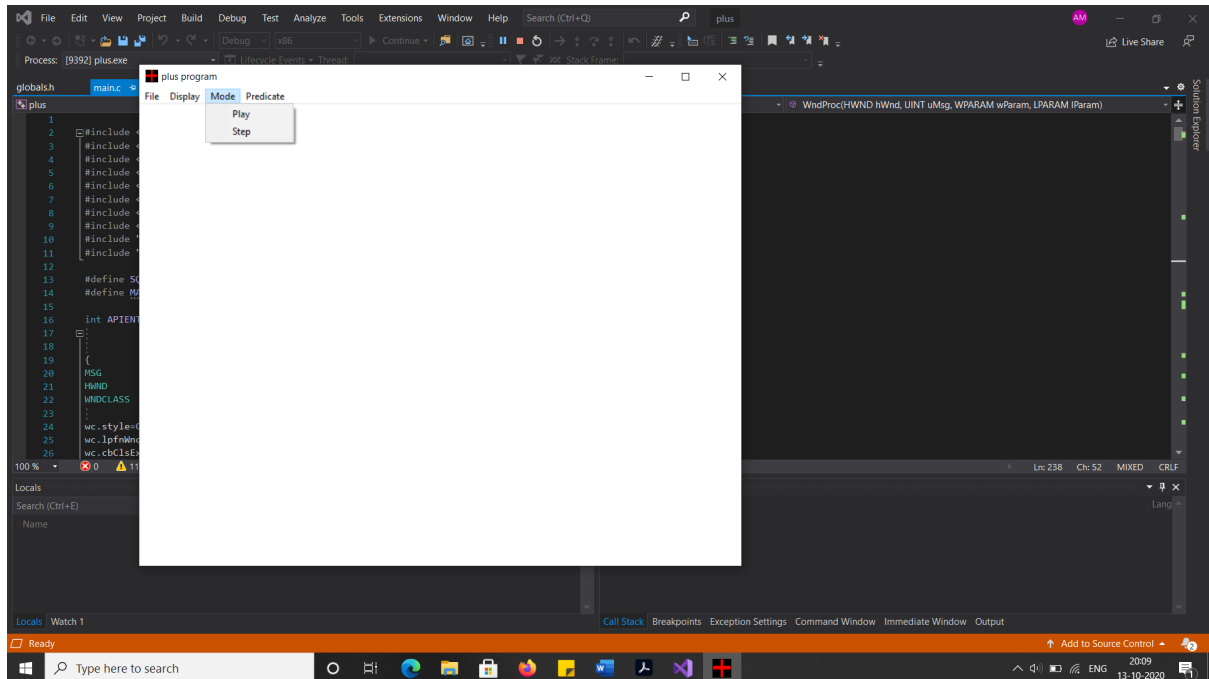 File Edit View Project Build Debug Test Analyze Tools Extensions Window Help Search (Ctrl+Q) plus AM
Debug x86 Continue Live Share
Process: [9392] plus.exe Lifecycle Events Thread: Stack Frame:
globals.h main.c
plus WndProc(HWND hWnd, UINT uMsg, WPARAM wParam, LPARAM lParam)
plus program
File Display Mode Predicate
Play
Step
1
2 #include <
3 #include <
4 #include <
5 #include <
6 #include <
7 #include <
8 #include <
9 #include <
10 #include "
11 #include "
12
13 #define SC
14 #define MA
15
16 int APIENT
17
18
19 {
20 MSG
21 HWND
22 WNDCLASS
23
24 wc.style=C
25 wc.lpfnWnd
26 wc.cbClsEx
100 % 0 11 Ln: 238 Ch: 52 MIXED CRLF
Solution Explorer
Locals
Search (Ctrl+E) Lang
Name
Locals Watch 1 Call Stack Breakpoints Exception Settings Command Window Immediate Window Output
Ready Add to Source Control 2
Type here to search ENG 20:09
13-10-2020 1